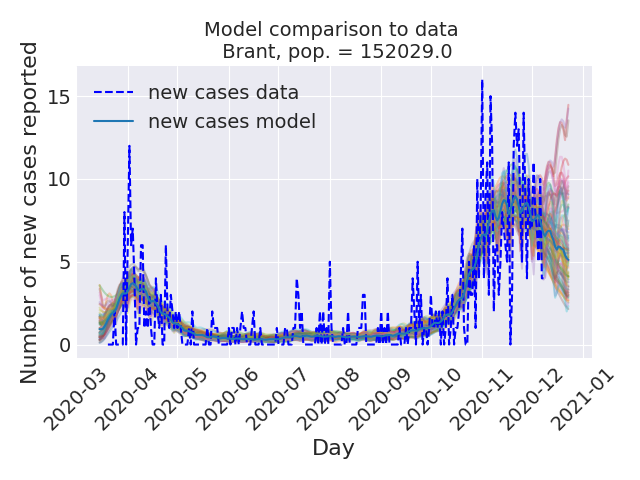 Model comparison to data
Brant, pop. = 152029.0
Number of new cases reported
15
10
5
0
new cases data
new cases model
2020-03
2020-04
2020-05
2020-06
2020-07
2020-08
2020-09
2020-10
2020-11
2020-12
2021-01
Day